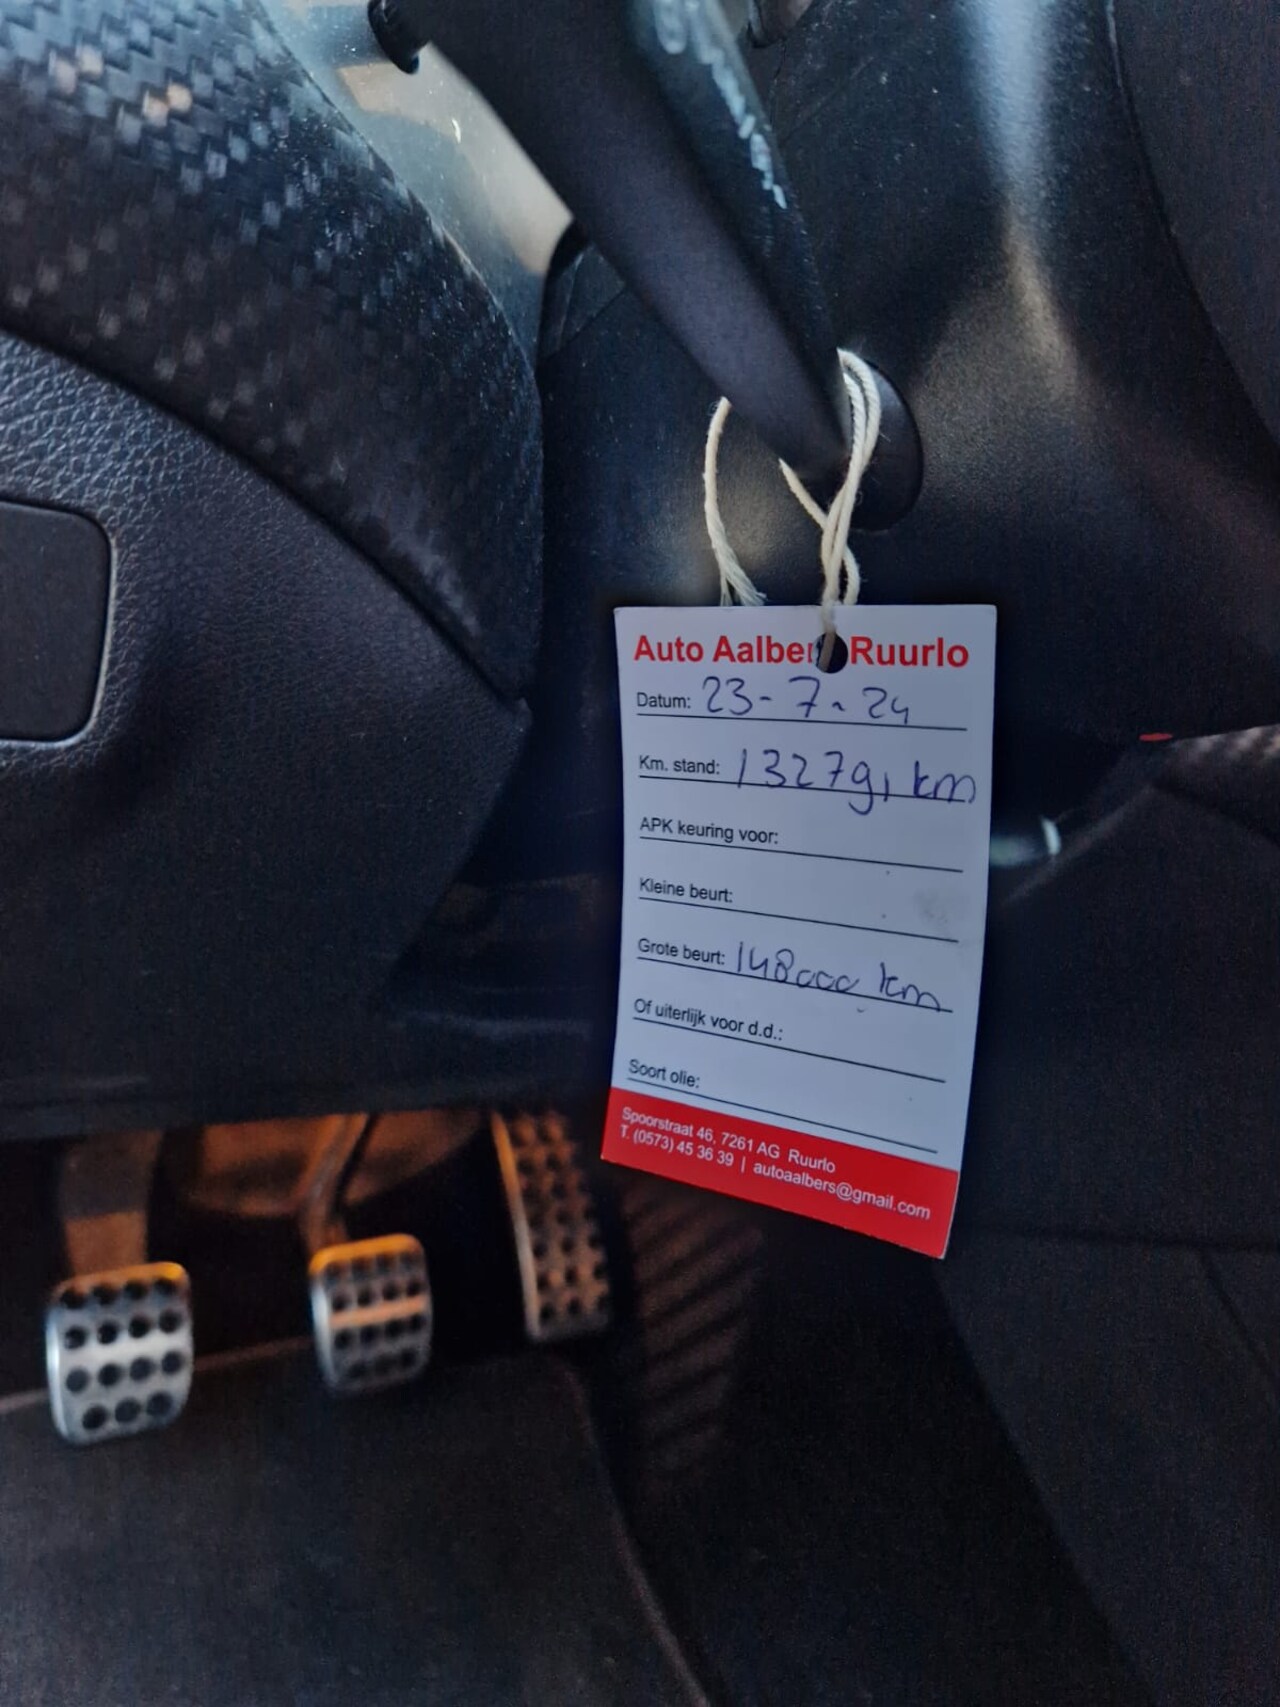 Auto Aalbers Ruurlo
Datum: 23-7-24
Km. stand: 132791 km
APK keuring voor:
Kleine beurt:
Grote beurt: 148000 km
Of uiterlijk voor d.d.:
Soort olie:
Spoorstraat 46, 7261 AG Ruurlo
T. (0573) 45 36 39 | autoaalbers@gmail.com